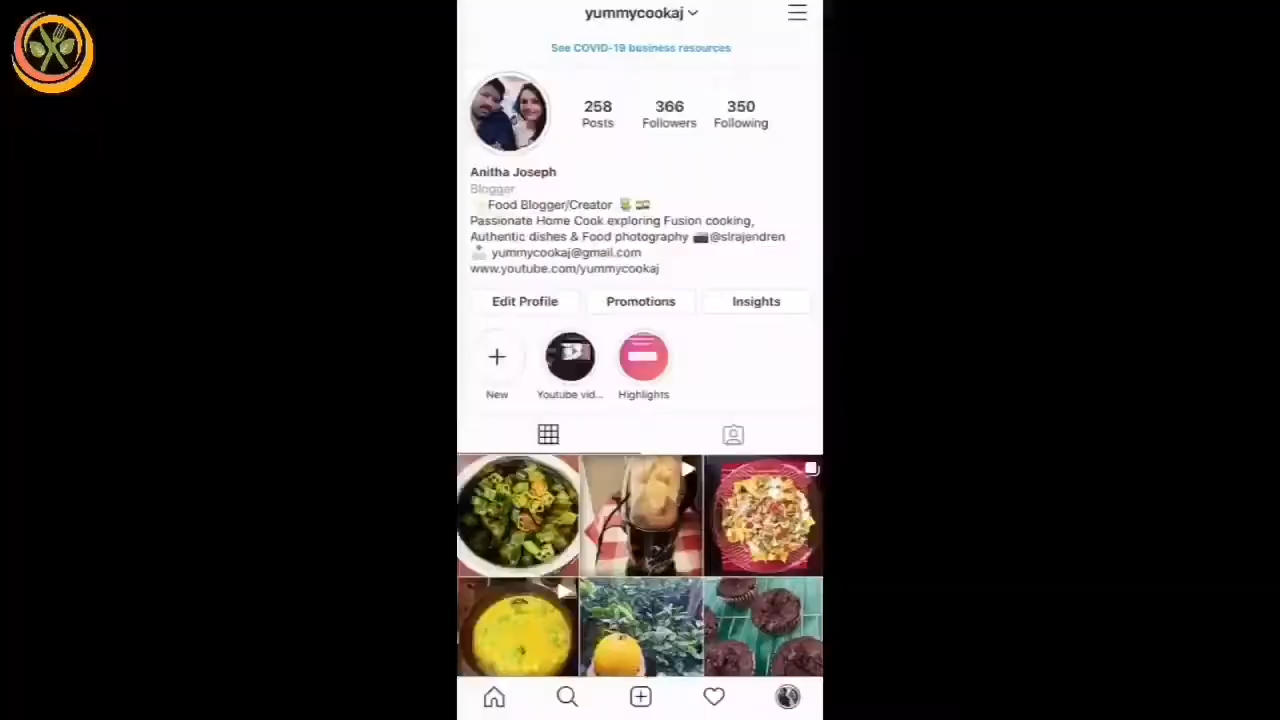 yummycookaj
See COVID-19 business resources
258 366 350
Posts Followers Following
Anitha Joseph
Blogger
Food Blogger/Creator
Passionate Home Cook exploring Fusion cooking,
Authentic dishes & Food photography 📷@slrajendren
yummycookaj@gmail.com
www.youtube.com/yummycookaj
Edit Profile Promotions Insights
New Youtube vid... Highlights